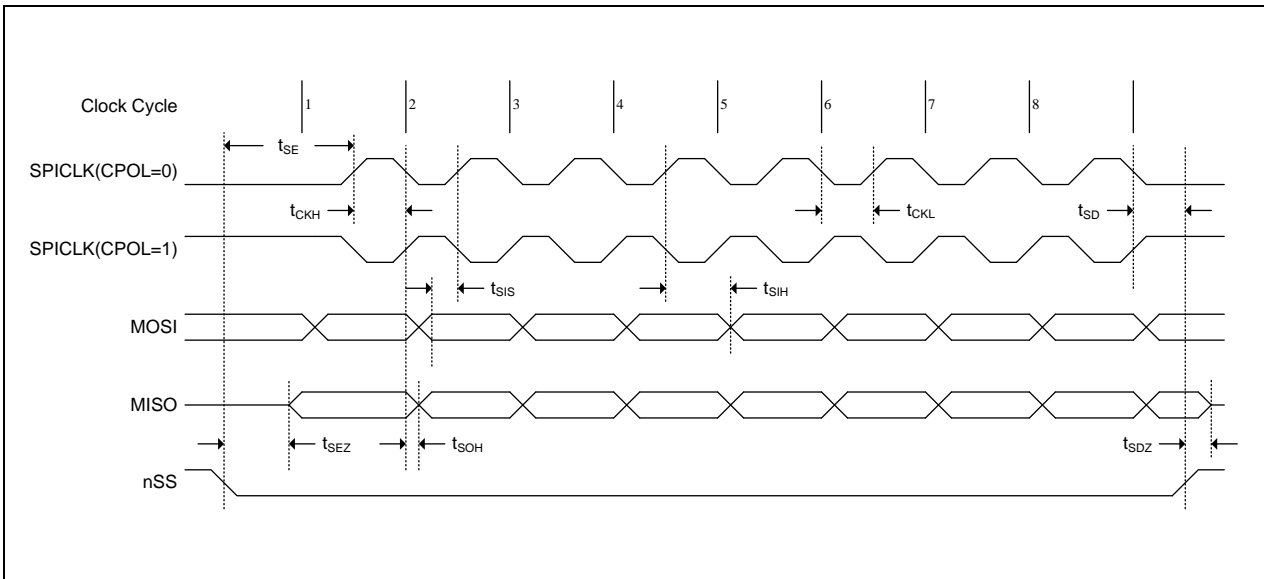 Clock Cycle 1 2 3 4 5 6 7 8
tSE
SPICLK(CPOL=0)
tCKH tCKL tSD
SPICLK(CPOL=1)
tSIS tSIH
MOSI
MISO
tSEZ tSOH tSDZ
nSS